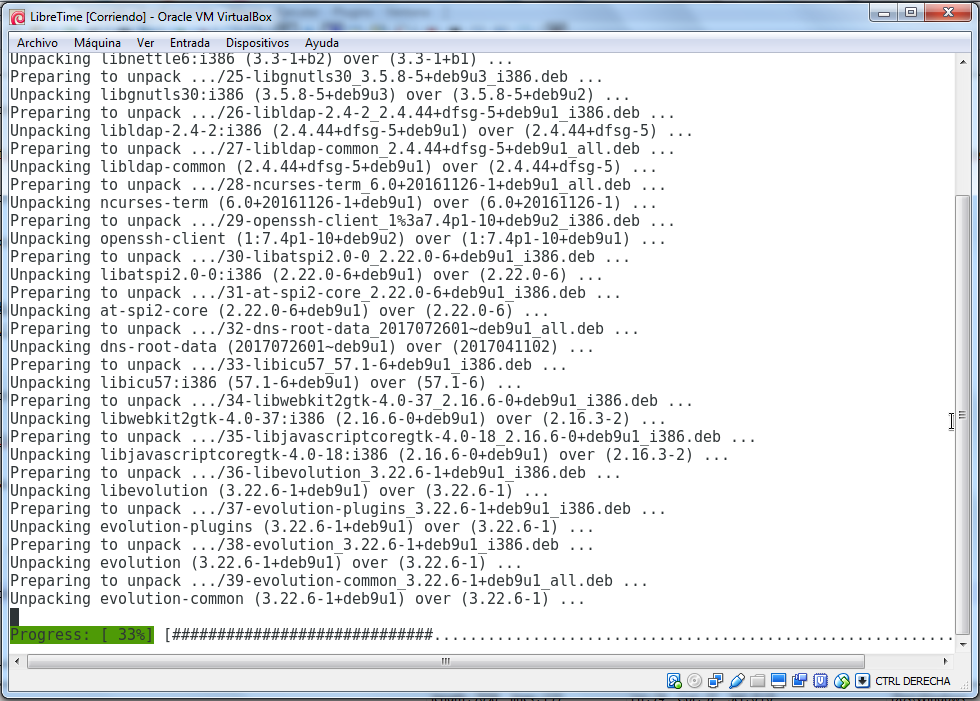 LibreTime [Corriendo] - Oracle VM VirtualBox
Archivo Máquina Ver Entrada Dispositivos Ayuda
Unpacking libnettle6:i386 (3.3-1+b2) over (3.3-1+b1) ...
Preparing to unpack .../25-libgnutls30_3.5.8-5+deb9u3_i386.deb ...
Unpacking libgnutls30:i386 (3.5.8-5+deb9u3) over (3.5.8-5+deb9u2) ...
Preparing to unpack .../26-libldap-2.4-2_2.4.44+dfsg-5+deb9u1_i386.deb ...
Unpacking libldap-2.4-2:i386 (2.4.44+dfsg-5+deb9u1) over (2.4.44+dfsg-5) ...
Preparing to unpack .../27-libldap-common_2.4.44+dfsg-5+deb9u1_all.deb ...
Unpacking libldap-common (2.4.44+dfsg-5+deb9u1) over (2.4.44+dfsg-5) ...
Preparing to unpack .../28-ncurses-term_6.0+20161126-1+deb9u1_all.deb ...
Unpacking ncurses-term (6.0+20161126-1+deb9u1) over (6.0+20161126-1) ...
Preparing to unpack .../29-openssh-client_1%3a7.4p1-10+deb9u2_i386.deb ...
Unpacking openssh-client (1:7.4p1-10+deb9u2) over (1:7.4p1-10+deb9u1) ...
Preparing to unpack .../30-libatspi2.0-0_2.22.0-6+deb9u1_i386.deb ...
Unpacking libatspi2.0-0:i386 (2.22.0-6+deb9u1) over (2.22.0-6) ...
Preparing to unpack .../31-at-spi2-core_2.22.0-6+deb9u1_i386.deb ...
Unpacking at-spi2-core (2.22.0-6+deb9u1) over (2.22.0-6) ...
Preparing to unpack .../32-dns-root-data_2017072601~deb9u1_all.deb ...
Unpacking dns-root-data (2017072601~deb9u1) over (2017041102) ...
Preparing to unpack .../33-libicu57_57.1-6+deb9u1_i386.deb ...
Unpacking libicu57:i386 (57.1-6+deb9u1) over (57.1-6) ...
Preparing to unpack .../34-libwebkit2gtk-4.0-37_2.16.6-0+deb9u1_i386.deb ...
Unpacking libwebkit2gtk-4.0-37:i386 (2.16.6-0+deb9u1) over (2.16.3-2) ...
Preparing to unpack .../35-libjavascriptcoregtk-4.0-18_2.16.6-0+deb9u1_i386.deb ...
Unpacking libjavascriptcoregtk-4.0-18:i386 (2.16.6-0+deb9u1) over (2.16.3-2) ...
Preparing to unpack .../36-libevolution_3.22.6-1+deb9u1_i386.deb ...
Unpacking libevolution (3.22.6-1+deb9u1) over (3.22.6-1) ...
Preparing to unpack .../37-evolution-plugins_3.22.6-1+deb9u1_i386.deb ...
Unpacking evolution-plugins (3.22.6-1+deb9u1) over (3.22.6-1) ...
Preparing to unpack .../38-evolution_3.22.6-1+deb9u1_i386.deb ...
Unpacking evolution (3.22.6-1+deb9u1) over (3.22.6-1) ...
Preparing to unpack .../39-evolution-common_3.22.6-1+deb9u1_all.deb ...
Unpacking evolution-common (3.22.6-1+deb9u1) over (3.22.6-1) ...
Progress: [ 33%] [#############################..........................................................
CTRL DERECHA